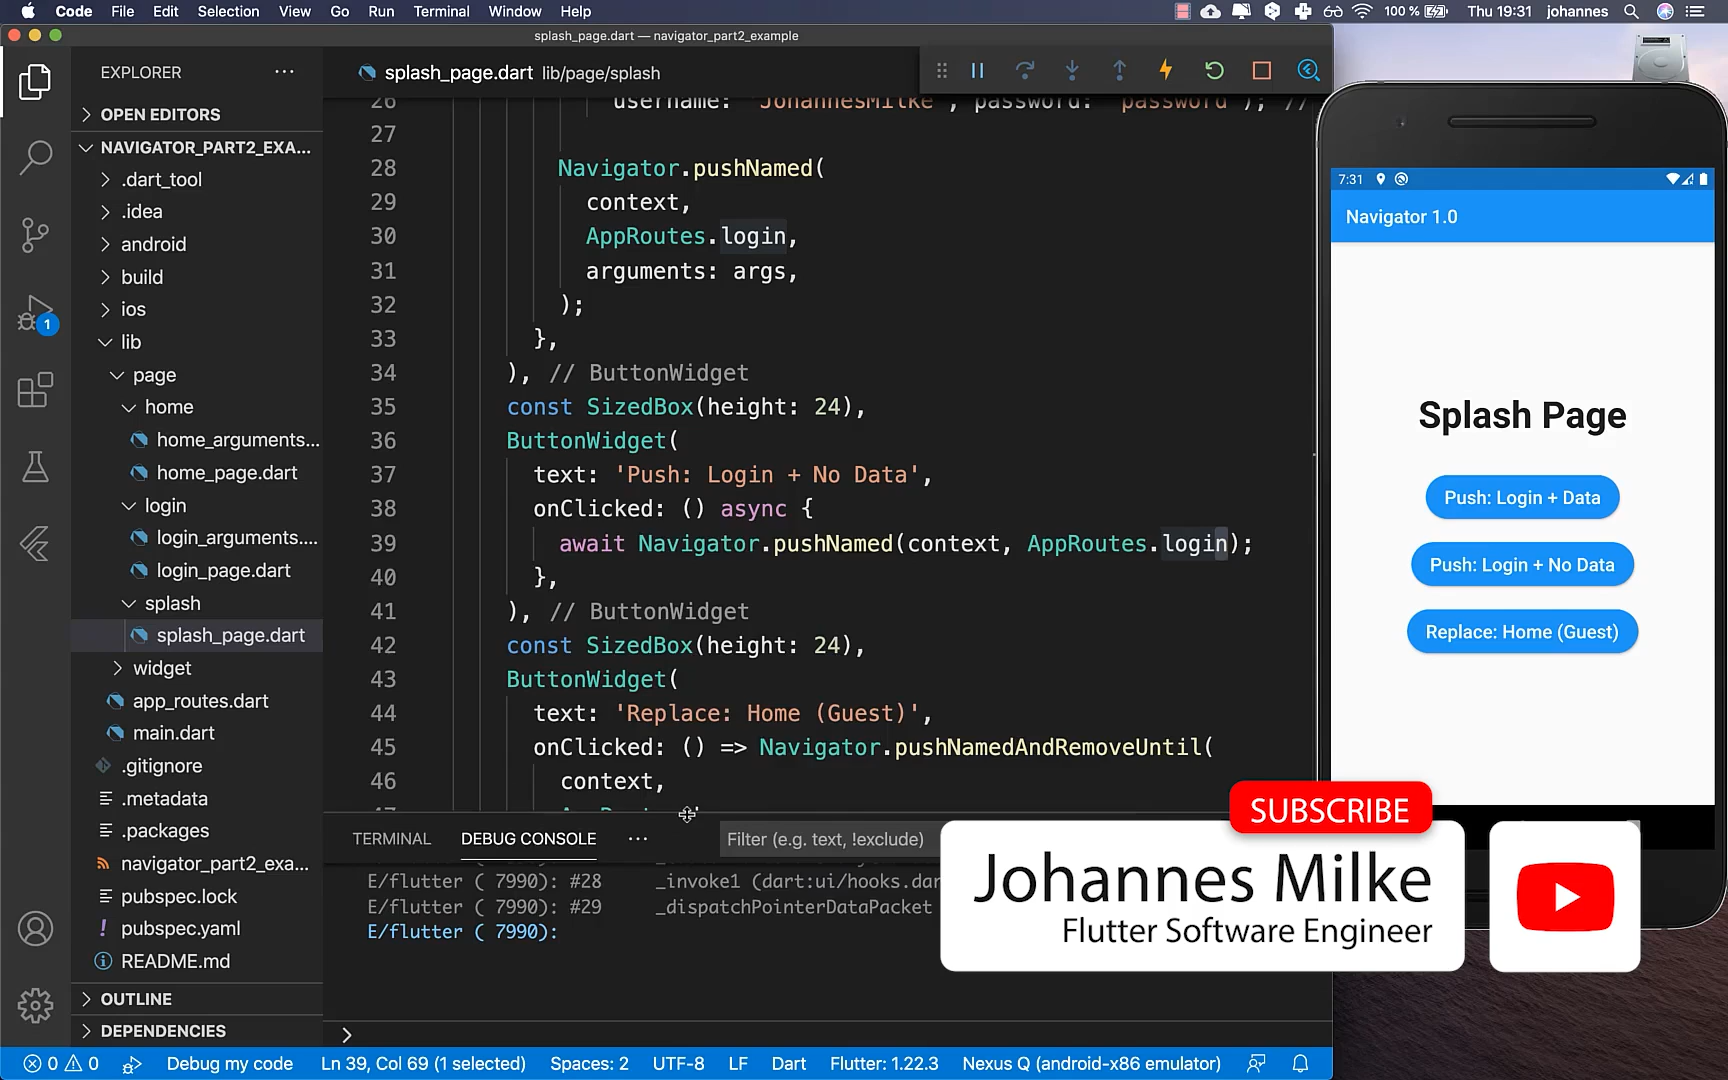 Code File Edit Selection View Go Run Terminal Window Help 100 % Thu 19:31 johannes
splash_page.dart — navigator_part2_example
EXPLORER
splash_page.dart lib/page/splash
OPEN EDITORS
NAVIGATOR_PART2_EXA...
.dart_tool
.idea
android
build
ios
lib
page
home
home_arguments...
home_page.dart
login
login_arguments....
login_page.dart
splash
splash_page.dart
widget
app_routes.dart
main.dart
.gitignore
.metadata
.packages
navigator_part2_exa...
pubspec.lock
pubspec.yaml
README.md
OUTLINE
DEPENDENCIES
1
26 username: 'JohannesMilke', password: 'password'); //
27
28 Navigator.pushNamed(
29 context,
30 AppRoutes.login,
31 arguments: args,
32 );
33 },
34 ), // ButtonWidget
35 const SizedBox(height: 24),
36 ButtonWidget(
37 text: 'Push: Login + No Data',
38 onClicked: () async {
39 await Navigator.pushNamed(context, AppRoutes.login);
40 },
41 ), // ButtonWidget
42 const SizedBox(height: 24),
43 ButtonWidget(
44 text: 'Replace: Home (Guest)',
45 onClicked: () => Navigator.pushNamedAndRemoveUntil(
46 context,
TERMINAL DEBUG CONSOLE ... Filter (e.g. text, !exclude)
E/flutter ( 7990): #28 _invoke1 (dart:ui/hooks.dar
E/flutter ( 7990): #29 _dispatchPointerDataPacket
E/flutter ( 7990):
7:31
Navigator 1.0
Splash Page
Push: Login + Data
Push: Login + No Data
Replace: Home (Guest)
SUBSCRIBE
Johannes Milke
Flutter Software Engineer
0 0 Debug my code Ln 39, Col 69 (1 selected) Spaces: 2 UTF-8 LF Dart Flutter: 1.22.3 Nexus Q (android-x86 emulator)